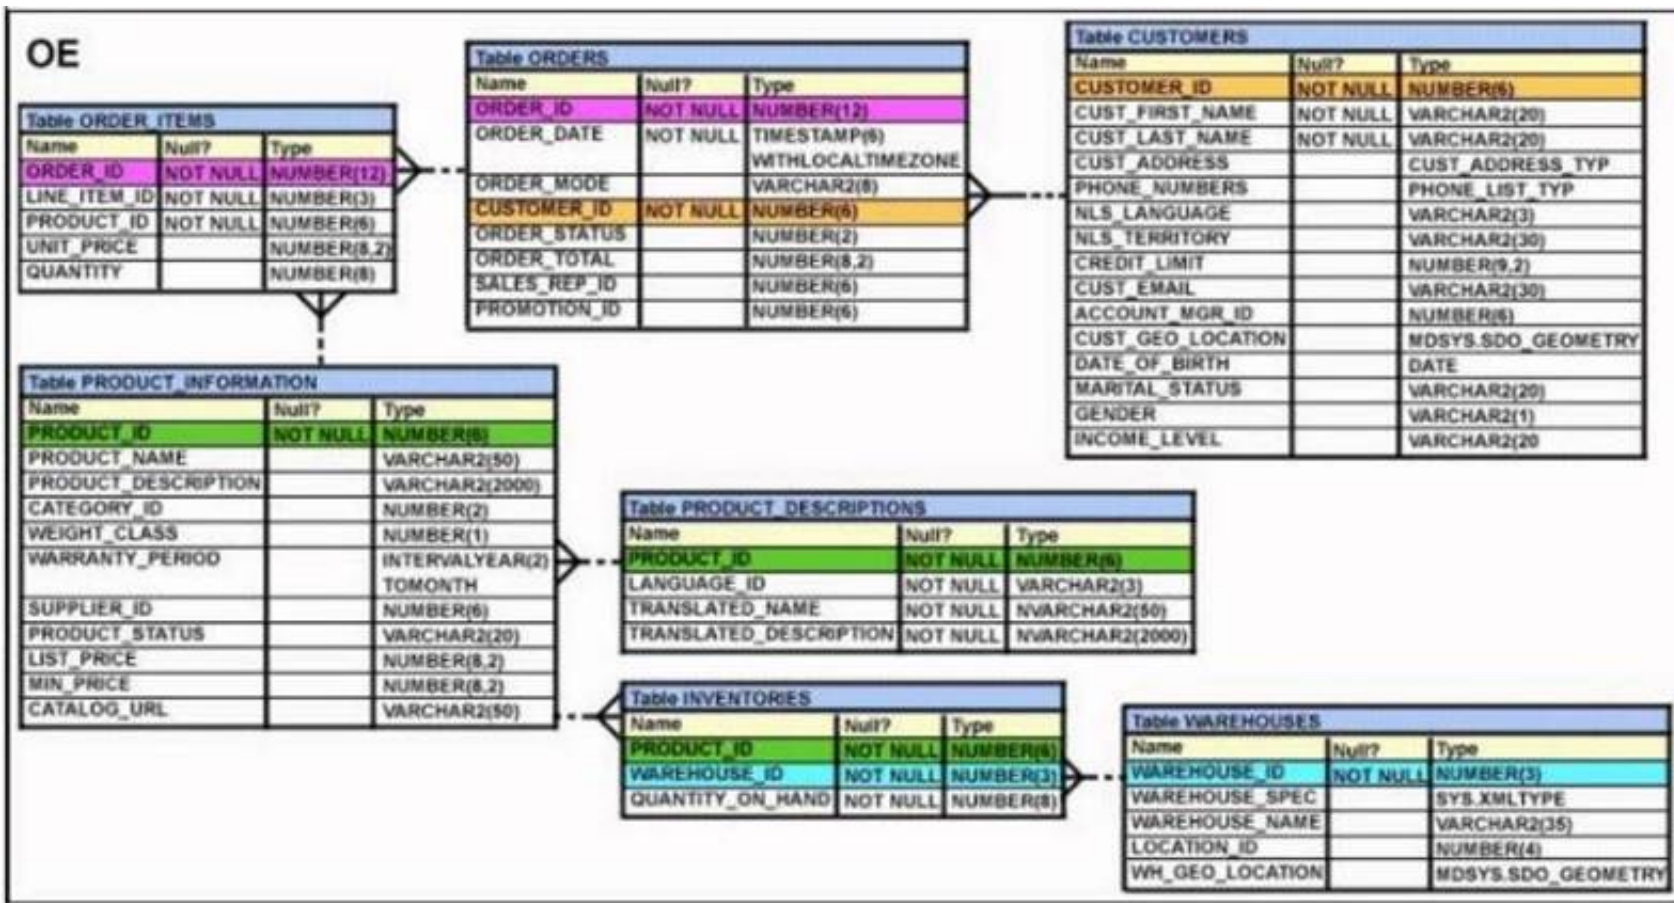 OE
Table ORDER_ITEMS
Name Null? Type
ORDER_ID NOT NULL NUMBER(12)
LINE_ITEM_ID NOT NULL NUMBER(3)
PRODUCT_ID NOT NULL NUMBER(6)
UNIT_PRICE NUMBER(8,2)
QUANTITY NUMBER(8)
Table ORDERS
Name Null? Type
ORDER_ID NOT NULL NUMBER(12)
ORDER_DATE NOT NULL TIMESTAMP(6)
WITHLOCALTIMEZONE
ORDER_MODE VARCHAR2(8)
CUSTOMER_ID NOT NULL NUMBER(6)
ORDER_STATUS NUMBER(2)
ORDER_TOTAL NUMBER(8,2)
SALES_REP_ID NUMBER(6)
PROMOTION_ID NUMBER(6)
Table CUSTOMERS
Name Null? Type
CUSTOMER_ID NOT NULL NUMBER(6)
CUST_FIRST_NAME NOT NULL VARCHAR2(20)
CUST_LAST_NAME NOT NULL VARCHAR2(20)
CUST_ADDRESS CUST_ADDRESS_TYP
PHONE_NUMBERS PHONE_LIST_TYP
NLS_LANGUAGE VARCHAR2(3)
NLS_TERRITORY VARCHAR2(30)
CREDIT_LIMIT NUMBER(9,2)
CUST_EMAIL VARCHAR2(30)
ACCOUNT_MGR_ID NUMBER(6)
CUST_GEO_LOCATION MDSYS.SDO_GEOMETRY
DATE_OF_BIRTH DATE
MARITAL_STATUS VARCHAR2(20)
GENDER VARCHAR2(1)
INCOME_LEVEL VARCHAR2(20
Table PRODUCT_INFORMATION
Name Null? Type
PRODUCT_ID NOT NULL NUMBER(6)
PRODUCT_NAME VARCHAR2(50)
PRODUCT_DESCRIPTION VARCHAR2(2000)
CATEGORY_ID NUMBER(2)
WEIGHT_CLASS NUMBER(1)
WARRANTY_PERIOD INTERVALYEAR(2)
TOMONTH
SUPPLIER_ID NUMBER(6)
PRODUCT_STATUS VARCHAR2(20)
LIST_PRICE NUMBER(8,2)
MIN_PRICE NUMBER(8,2)
CATALOG_URL VARCHAR2(50)
Table PRODUCT_DESCRIPTIONS
Name Null? Type
PRODUCT_ID NOT NULL NUMBER(6)
LANGUAGE_ID NOT NULL VARCHAR2(3)
TRANSLATED_NAME NOT NULL NVARCHAR2(50)
TRANSLATED_DESCRIPTION NOT NULL NVARCHAR2(2000)
Table INVENTORIES
Name Null? Type
PRODUCT_ID NOT NULL NUMBER(6)
WAREHOUSE_ID NOT NULL NUMBER(3)
QUANTITY_ON_HAND NOT NULL NUMBER(8)
Table WAREHOUSES
Name Null? Type
WAREHOUSE_ID NOT NULL NUMBER(3)
WAREHOUSE_SPEC SYS.XMLTYPE
WAREHOUSE_NAME VARCHAR2(35)
LOCATION_ID NUMBER(4)
WH_GEO_LOCATION MDSYS.SDO_GEOMETRY